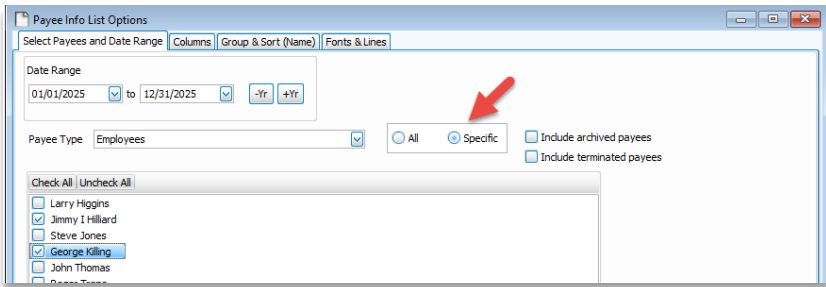 Payee Info List Options
Select Payees and Date Range Columns Group & Sort (Name) Fonts & Lines
Date Range
01/01/2025 to 12/31/2025 -Yr +Yr
Payee Type Employees All Specific Include archived payees
Include terminated payees
Check All Uncheck All
Larry Higgins
Jimmy I Hilliard
Steve Jones
George Killing
John Thomas